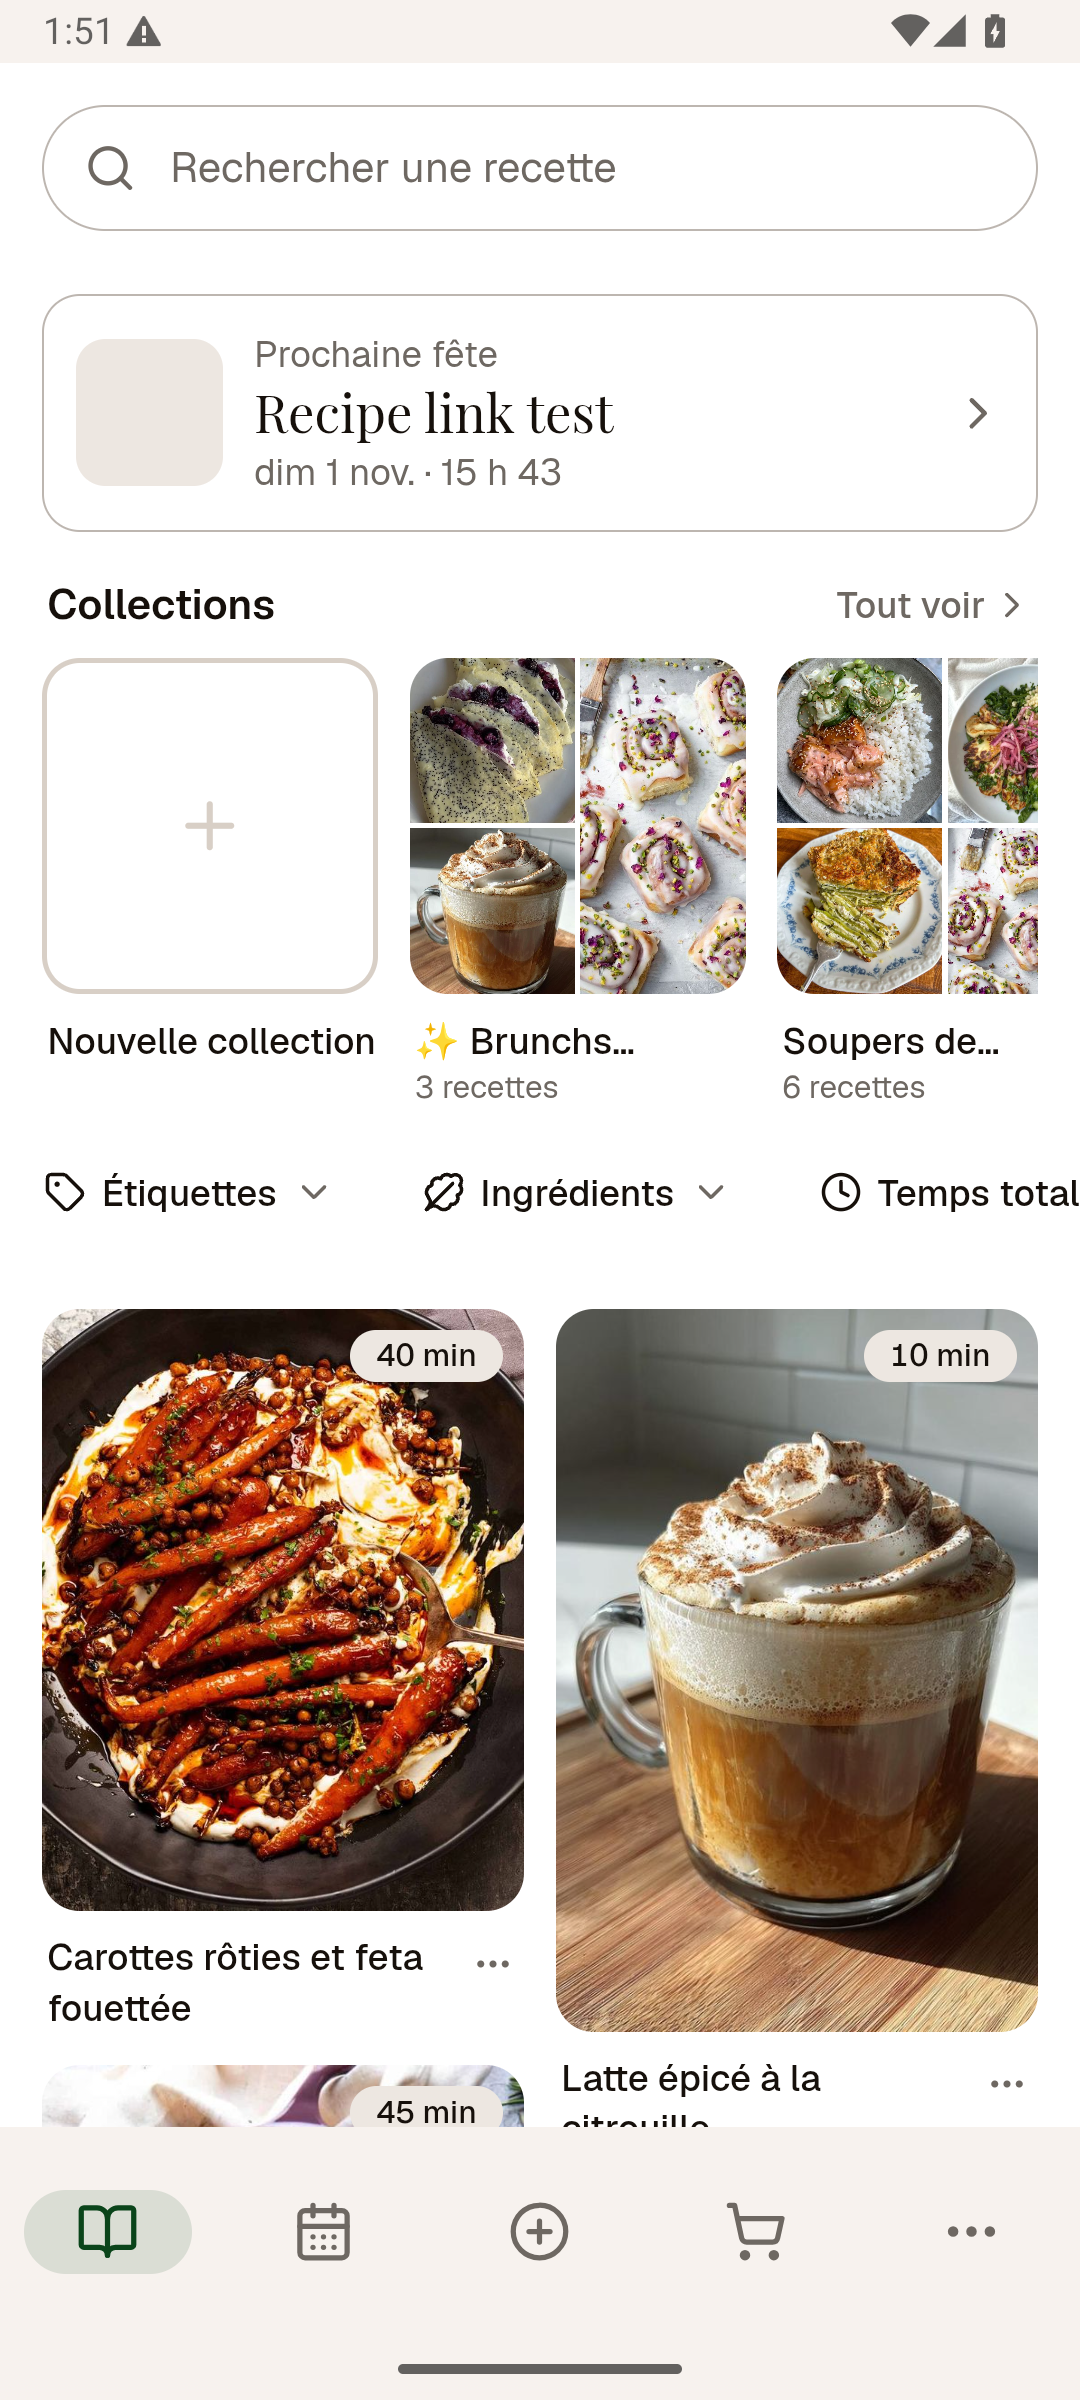 1:51
Rechercher une recette
Prochaine fête
Recipe link test
dim 1 nov. · 15 h 43
Collections
Tout voir
Nouvelle collection
✨ Brunchs...
3 recettes
Soupers de...
6 recettes
Étiquettes
Ingrédients
Temps total
40 min
10 min
Carottes rôties et feta
fouettée
Latte épicé à la
citrouille
45 min